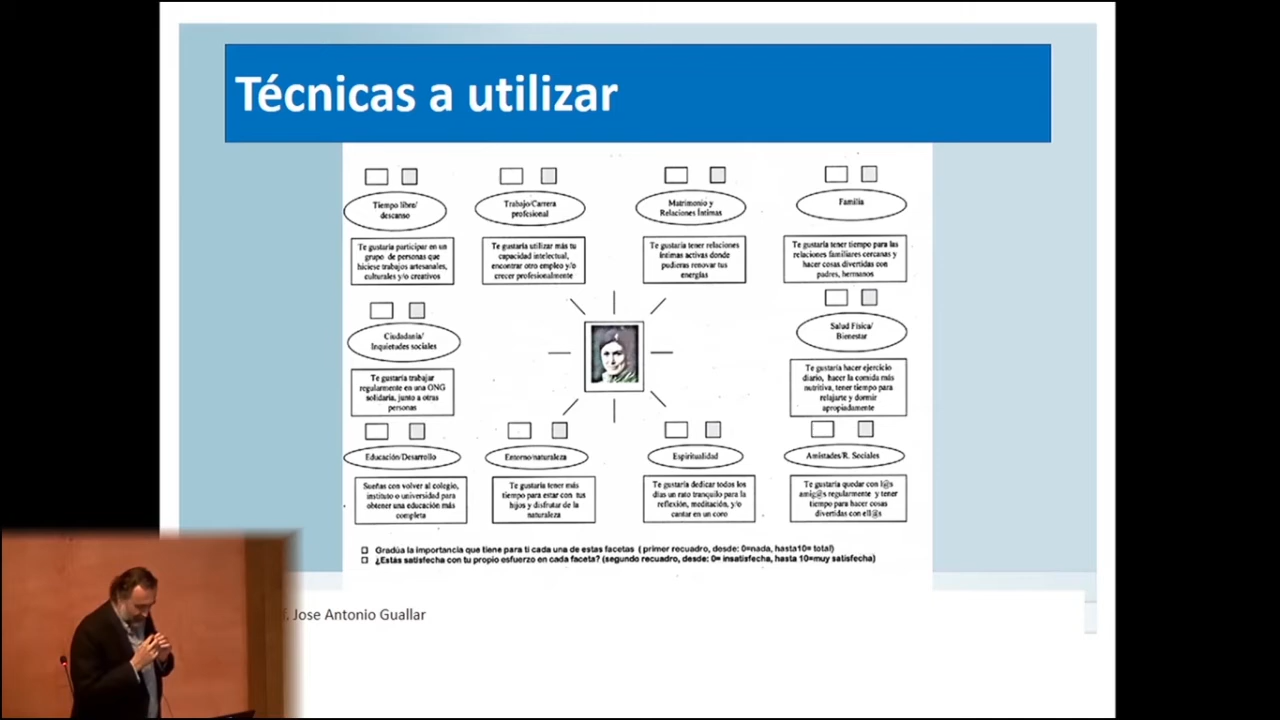 Técnicas a utilizar
Tiempo libre/
descanso
Trabajo/Carrera
profesional
Matrimonio y
Relaciones Íntimas
Familia
Te gustaría participar en un
grupo de personas que
hiciese trabajos artesanales,
culturales y/o creativos
Te gustaría utilizar más tu
capacidad intelectual,
encontrar otro empleo y/o
crecer profesionalmente
Te gustaría tener relaciones
íntimas activas donde
pudieras renovar tus
energías
Te gustaría tener tiempo para las
relaciones familiares cercanas y
hacer cosas divertidas con
padres, hermanos
Ciudadanía/
Inquietudes sociales
Salud Física/
Bienestar
Te gustaría trabajar
regularmente en una ONG
solidaria, junto a otras
personas
Te gustaría hacer ejercicio
diario, hacer la comida más
nutritiva, tener tiempo para
relajarte y dormir
apropiadamente
Educación/Desarrollo
Entorno/naturaleza
Espiritualidad
Amistades/R. Sociales
Sueñas con volver al colegio,
instituto o universidad para
obtener una educación más
completa
Te gustaría tener más
tiempo para estar con tus
hijos y disfrutar de la
naturaleza
Te gustaría dedicar todos los
días un rato tranquilo para la
reflexión, meditación, y/o
cantar en un coro
Te gustaría quedar con l@s
amig@s regularmente y tener
tiempo para hacer cosas
divertidas con ell@s
Gradúa la importancia que tiene para ti cada una de estas facetas ( primer recuadro, desde: 0=nada, hasta10= total)
¿Estás satisfecha con tu propio esfuerzo en cada faceta? (segundo recuadro, desde: 0= insatisfecha, hasta 10=muy satisfecha)
Jose Antonio Guallar